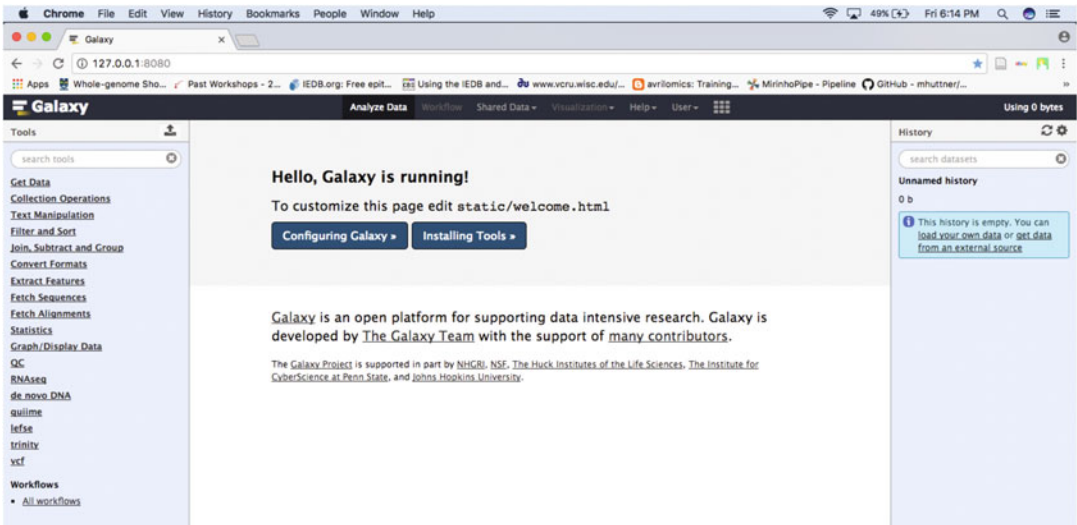 Chrome File Edit View History Bookmarks People Window Help 49% Fri 6:14 PM
Galaxy
127.0.0.1:8080
Apps Whole-genome Sho... Past Workshops - 2... IEDB.org: Free epit... Using the IEDB and... www.vcru.wisc.edu/... avrilomics: Training... MirinhoPipe - Pipeline GitHub - mhuttner/...
Galaxy Analyze Data Workflow Shared Data Visualization Help User Using 0 bytes
Tools
search tools
Get Data
Collection Operations
Text Manipulation
Filter and Sort
Join, Subtract and Group
Convert Formats
Extract Features
Fetch Sequences
Fetch Alignments
Statistics
Graph/Display Data
QC
RNAseq
de novo DNA
quiime
lefse
trinity
vcf
Workflows
All workflows
Hello, Galaxy is running!
To customize this page edit static/welcome.html
Configuring Galaxy » Installing Tools »
Galaxy is an open platform for supporting data intensive research. Galaxy is
developed by The Galaxy Team with the support of many contributors.
The Galaxy Project is supported in part by NHGRI, NSF, The Huck Institutes of the Life Sciences, The Institute for
CyberScience at Penn State, and Johns Hopkins University.
History
search datasets
Unnamed history
0 b
This history is empty. You can
load your own data or get data
from an external source